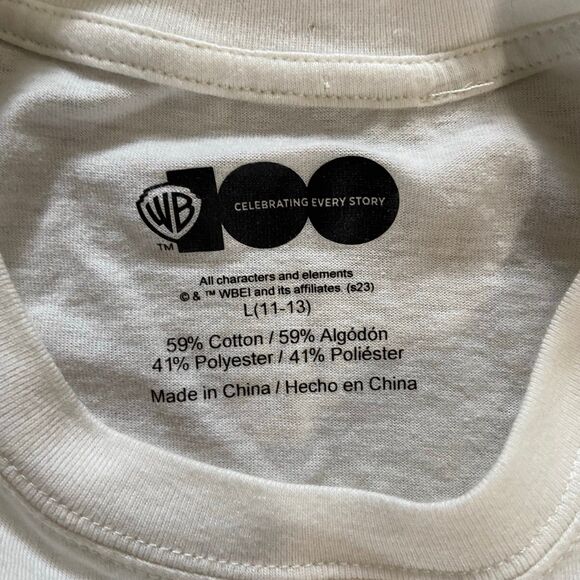 WB
TM
100
CELEBRATING EVERY STORY
All characters and elements
© & ™ WBEI and its affiliates (s23)
L(11-13)
59% Cotton / 59% Algódón
41% Polyester / 41% Poliéster
Made in China / Hecho en China